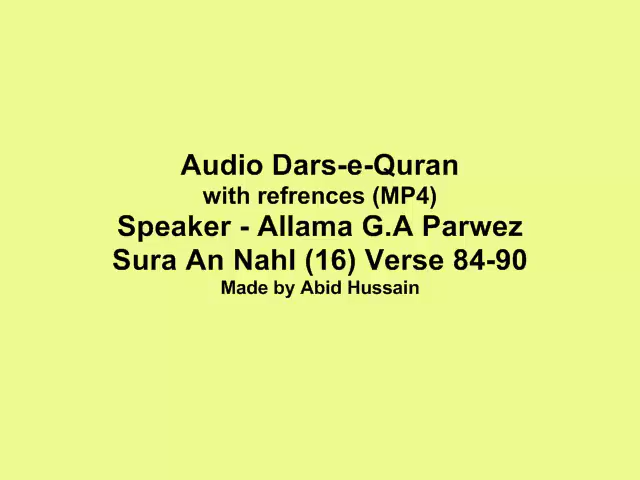 Audio Dars-e-Quran
with refrences (MP4)
Speaker - Allama G.A Parwez
Sura An Nahl (16) Verse 84-90
Made by Abid Hussain